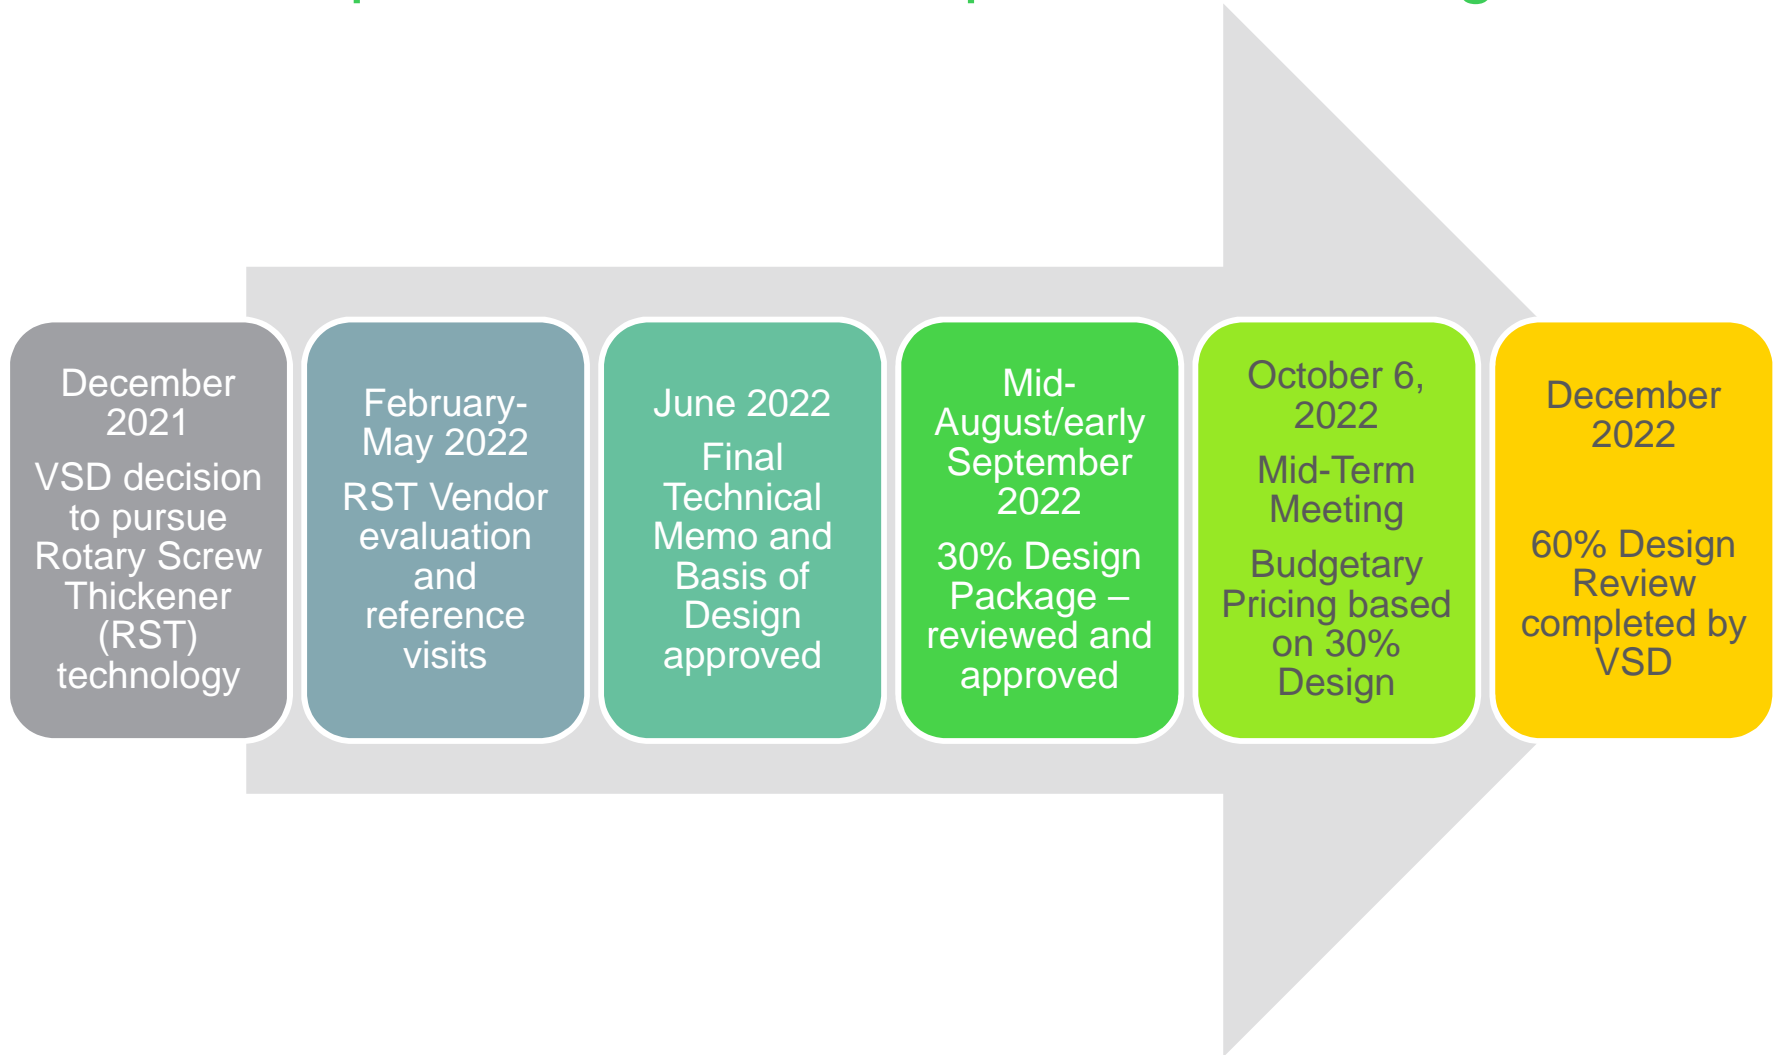 December
2021
VSD decision
to pursue
Rotary Screw
Thickener
(RST)
technology
February-
May 2022
RST Vendor
evaluation
and
reference
visits
June 2022
Final
Technical
Memo and
Basis of
Design
approved
Mid-
August/early
September
2022
30% Design
Package –
reviewed and
approved
October 6,
2022
Mid-Term
Meeting
Budgetary
Pricing based
on 30%
Design
December
2022
60% Design
Review
completed by
VSD